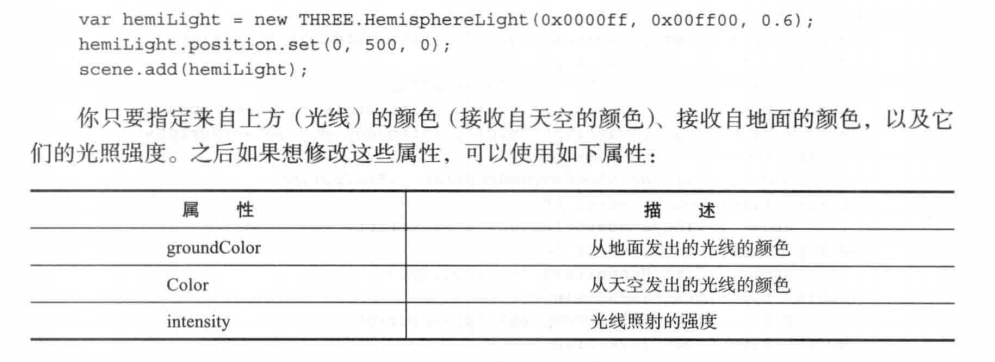 var hemiLight = new THREE.HemisphereLight(0x0000ff, 0x00ff00, 0.6);
hemiLight.position.set(0, 500, 0);
scene.add(hemiLight);
你只要指定来自上方（光线）的颜色（接收自天空的颜色）、接收自地面的颜色，以及它
们的光照强度。之后如果想修改这些属性，可以使用如下属性：
属 性 描 述
groundColor 从地面发出的光线的颜色
Color 从天空发出的光线的颜色
intensity 光线照射的强度